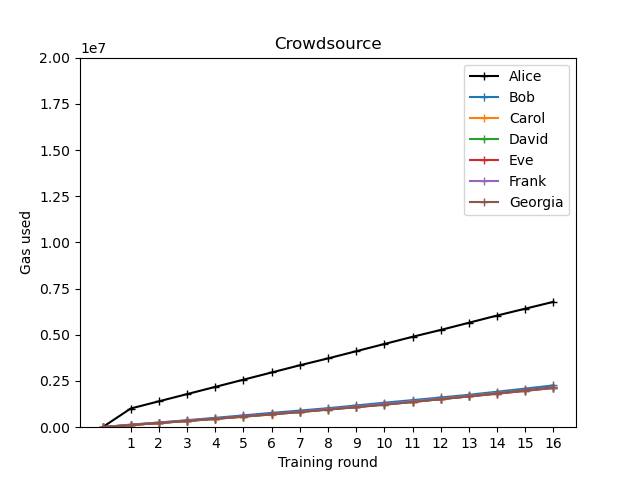 Crowdsource
1e7
2.00
1.75
1.50
1.25
1.00
0.75
0.50
0.25
0.00
Gas used
Alice
Bob
Carol
David
Eve
Frank
Georgia
1 2 3 4 5 6 7 8 9 10 11 12 13 14 15 16
Training round